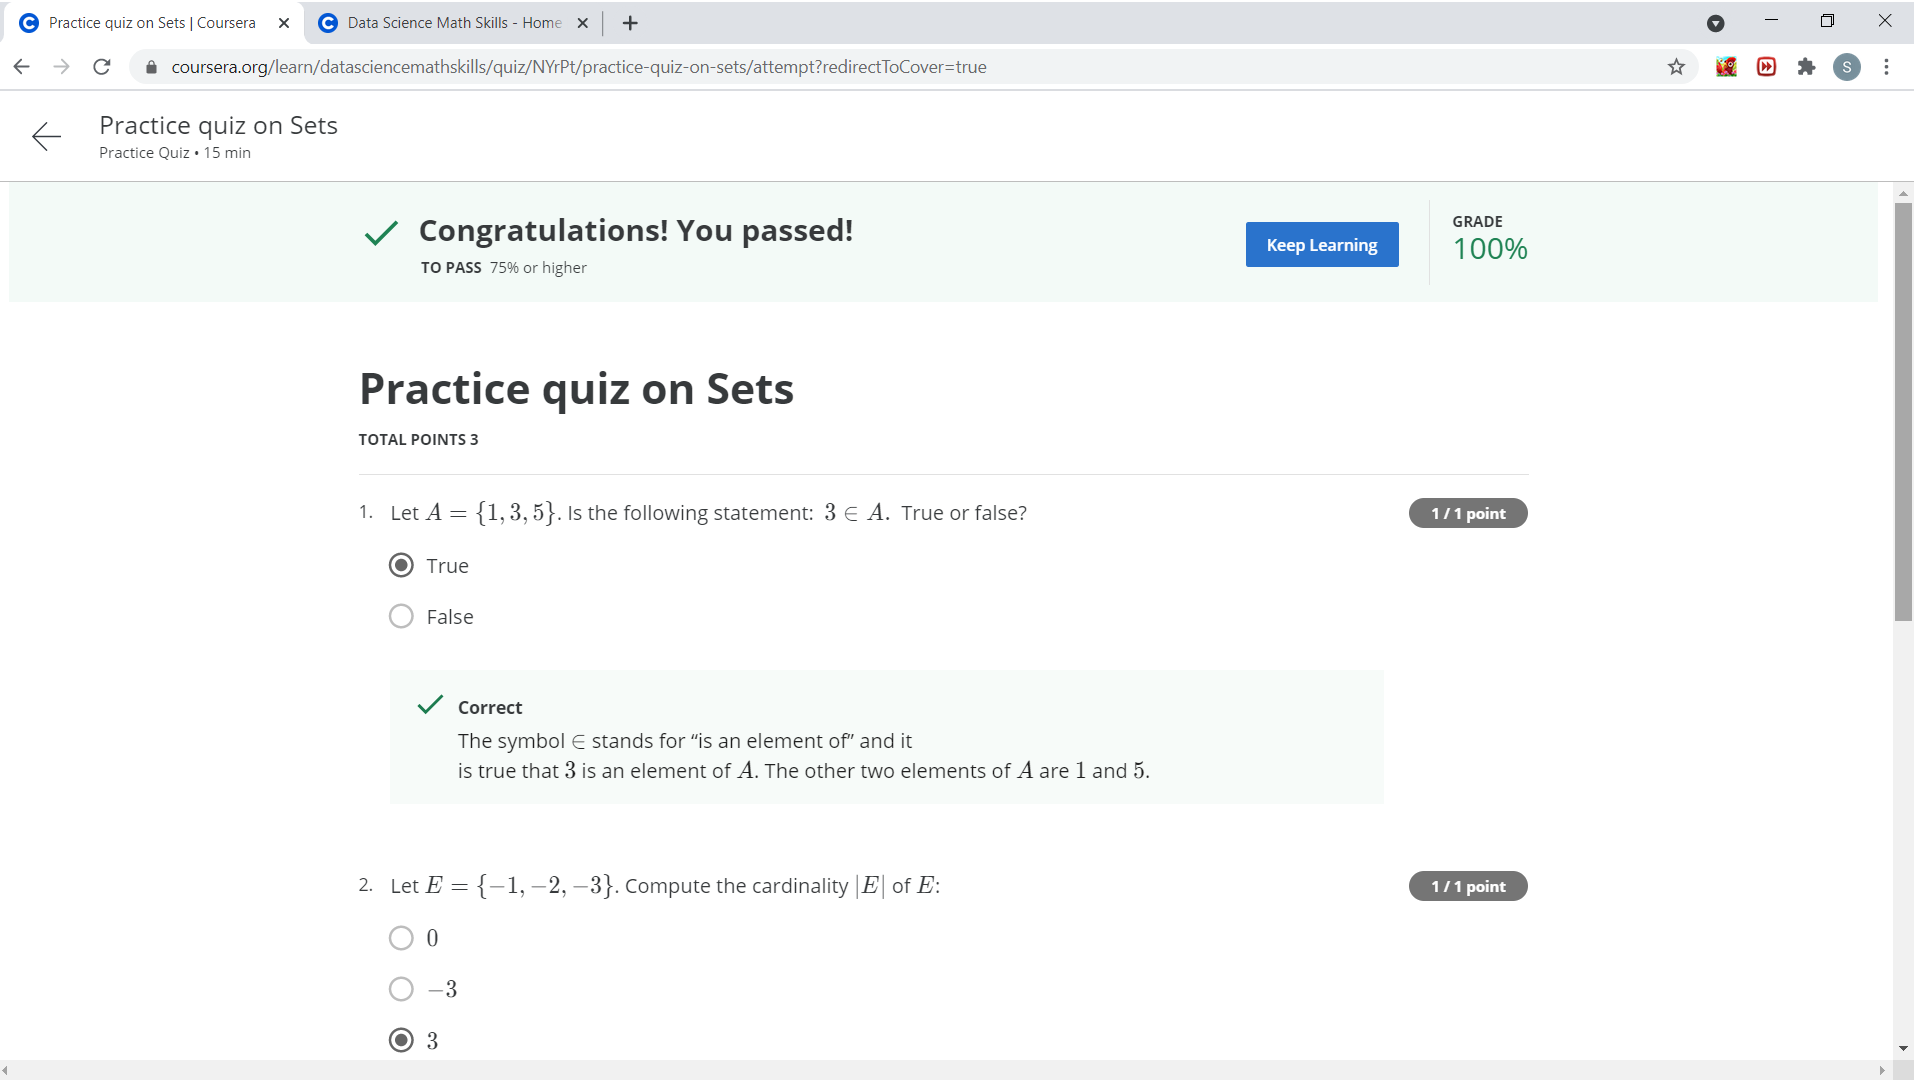 Practice quiz on Sets | Coursera
Data Science Math Skills - Home
coursera.org/learn/datasciencemathskills/quiz/NYrPt/practice-quiz-on-sets/attempt?redirectToCover=true
S
Practice quiz on Sets
Practice Quiz • 15 min
Congratulations! You passed!
TO PASS 75% or higher
Keep Learning
GRADE
100%
Practice quiz on Sets
TOTAL POINTS 3
1. Let A = {1, 3, 5}. Is the following statement: 3 ∈ A. True or false?
1 / 1 point
True
False
Correct
The symbol ∈ stands for “is an element of” and it
is true that 3 is an element of A. The other two elements of A are 1 and 5.
2. Let E = {−1, −2, −3}. Compute the cardinality |E| of E:
1 / 1 point
0
−3
3